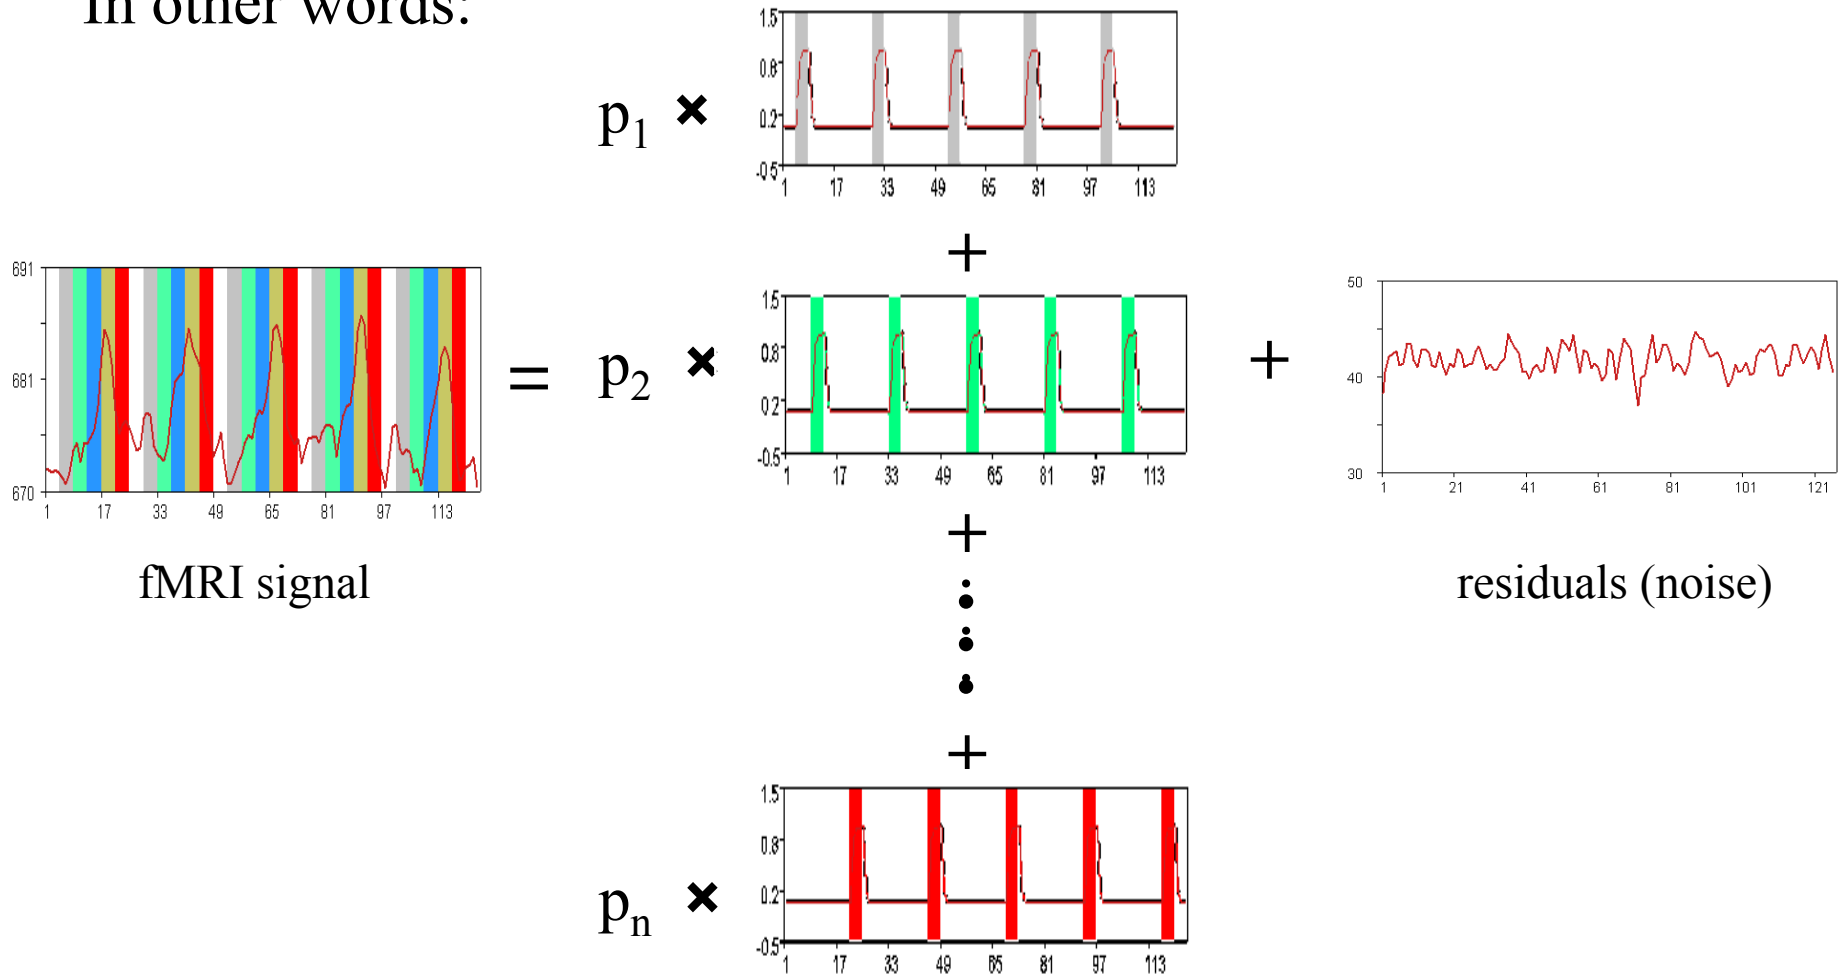 In other words:
p1 ×
1.5
0.8
0.2
-0.5
1 17 33 49 65 81 97 113
+
691
681
670
1 17 33 49 65 81 97 113
fMRI signal
=
p2 ×
1.5
0.8
0.2
-0.5
1 17 33 49 65 81 97 113
+
50
40
30
1 21 41 61 81 101 121
residuals (noise)
+
+
pn ×
1.5
0.8
0.2
-0.5
1 17 33 49 65 81 97 113